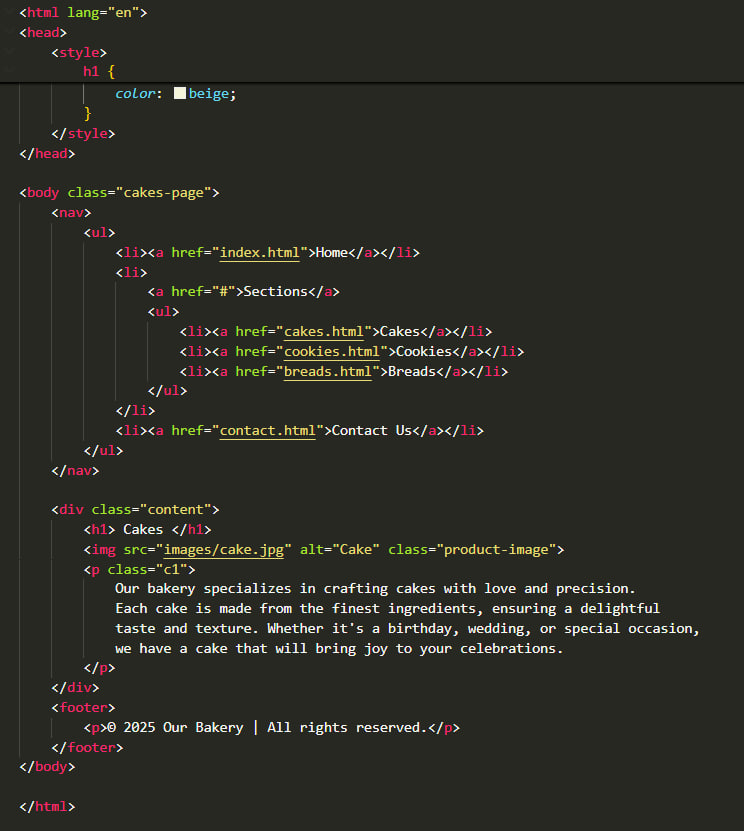 <html lang="en">
<head>
    <style>
        h1 {
            color: beige;
        }
    </style>
</head>

<body class="cakes-page">
    <nav>
        <ul>
            <li><a href="index.html">Home</a></li>
            <li>
                <a href="#">Sections</a>
                <ul>
                    <li><a href="cakes.html">Cakes</a></li>
                    <li><a href="cookies.html">Cookies</a></li>
                    <li><a href="breads.html">Breads</a></li>
                </ul>
            </li>
            <li><a href="contact.html">Contact Us</a></li>
        </ul>
    </nav>

    <div class="content">
        <h1> Cakes </h1>
        <img src="images/cake.jpg" alt="Cake" class="product-image">
        <p class="c1">
            Our bakery specializes in crafting cakes with love and precision.
            Each cake is made from the finest ingredients, ensuring a delightful
            taste and texture. Whether it's a birthday, wedding, or special occasion,
            we have a cake that will bring joy to your celebrations.
        </p>
    </div>
    <footer>
        <p>© 2025 Our Bakery | All rights reserved.</p>
    </footer>
</body>

</html>